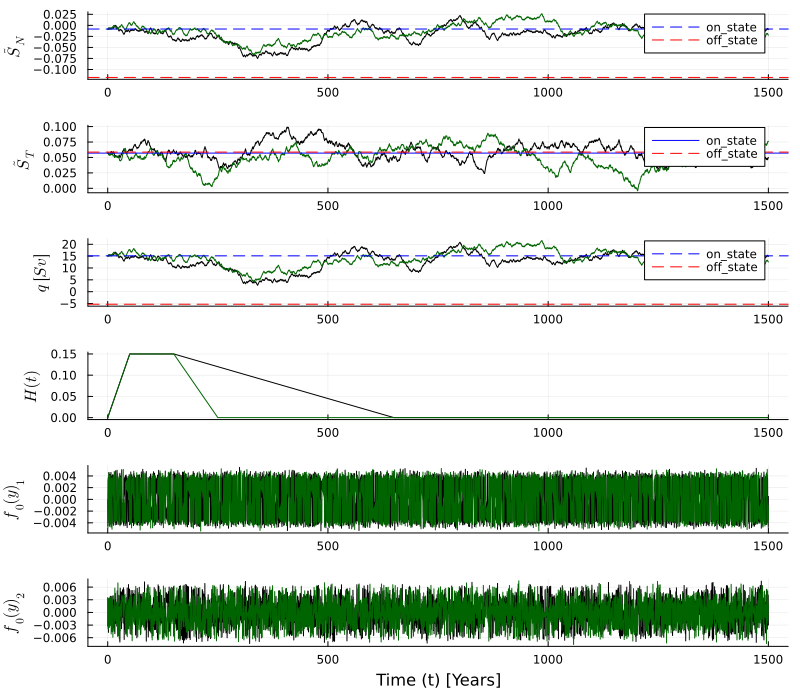 0.025
0.000
−0.025
−0.050
−0.075
−0.100
S̃_N
on_state
off_state
0 500 1000 1500
0.100
0.075
0.050
0.025
0.000
S̃_T
on_state
off_state
0 500 1000 1500
20
15
10
5
0
−5
q [Sv]
on_state
off_state
0 500 1000 1500
0.15
0.10
0.05
0.00
H(t)
0 500 1000 1500
0.004
0.002
0.000
−0.002
−0.004
f_0(y)_1
0 500 1000 1500
0.006
0.003
0.000
−0.003
−0.006
f_0(y)_2
0 500 1000 1500
Time (t) [Years]